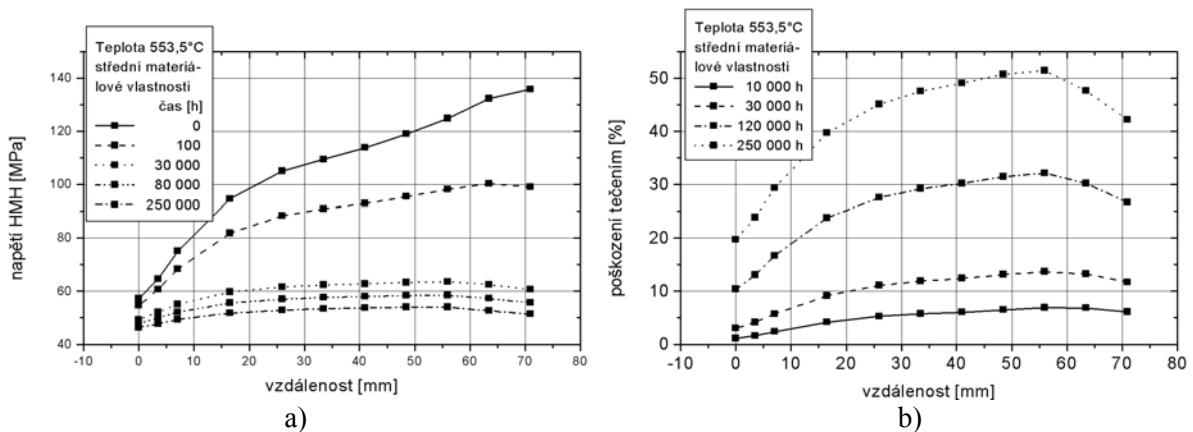 Teplota 553,5°C
střední materiá-
lové vlastnosti
čas [h]
0
100
30 000
80 000
250 000
napětí HMH [MPa]
140
120
100
80
60
40
-10 0 10 20 30 40 50 60 70 80
vzdálenost [mm]
a)
Teplota 553,5°C
střední materiá-
lové vlastnosti
10 000 h
30 000 h
120 000 h
250 000 h
poškození tečením [%]
50
40
30
20
10
0
-10 0 10 20 30 40 50 60 70 80
vzdálenost [mm]
b)